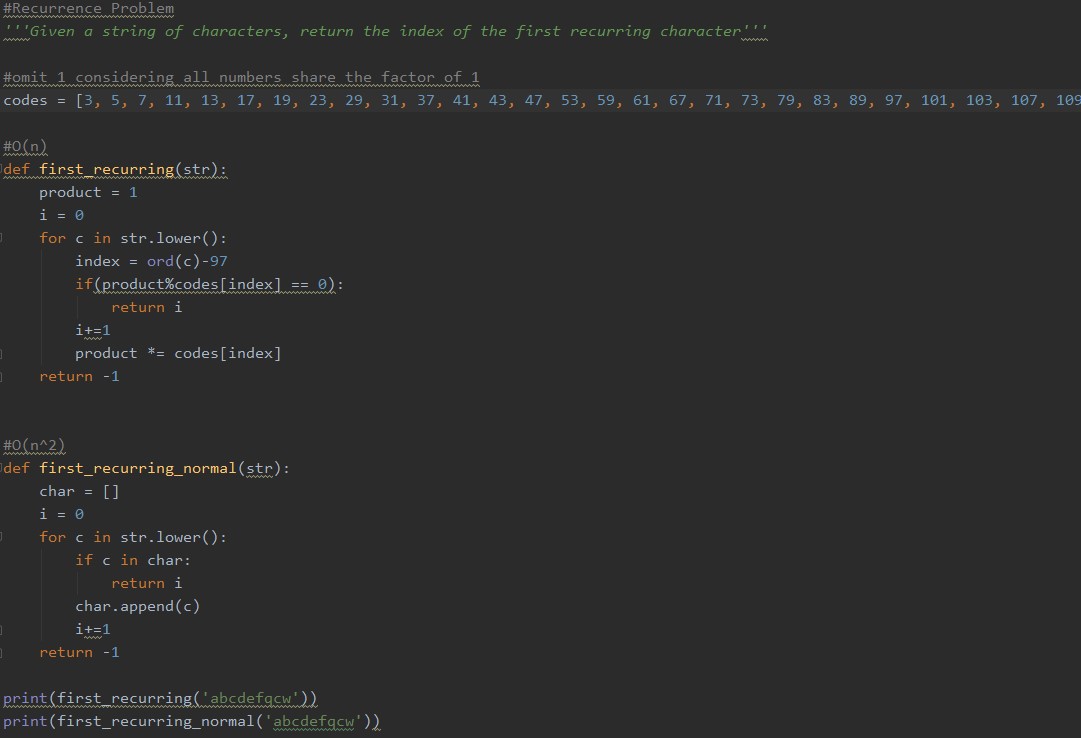 #Recurrence Problem
'''Given a string of characters, return the index of the first recurring character'''

#omit 1 considering all numbers share the factor of 1
codes = [3, 5, 7, 11, 13, 17, 19, 23, 29, 31, 37, 41, 43, 47, 53, 59, 61, 67, 71, 73, 79, 83, 89, 97, 101, 103, 107, 109

#O(n)
def first_recurring(str):
    product = 1
    i = 0
    for c in str.lower():
        index = ord(c)-97
        if(product%codes[index] == 0):
            return i
        i+=1
        product *= codes[index]
    return -1

#O(n^2)
def first_recurring_normal(str):
    char = []
    i = 0
    for c in str.lower():
        if c in char:
            return i
        char.append(c)
        i+=1
    return -1

print(first_recurring('abcdefqcw'))
print(first_recurring_normal('abcdefqcw'))